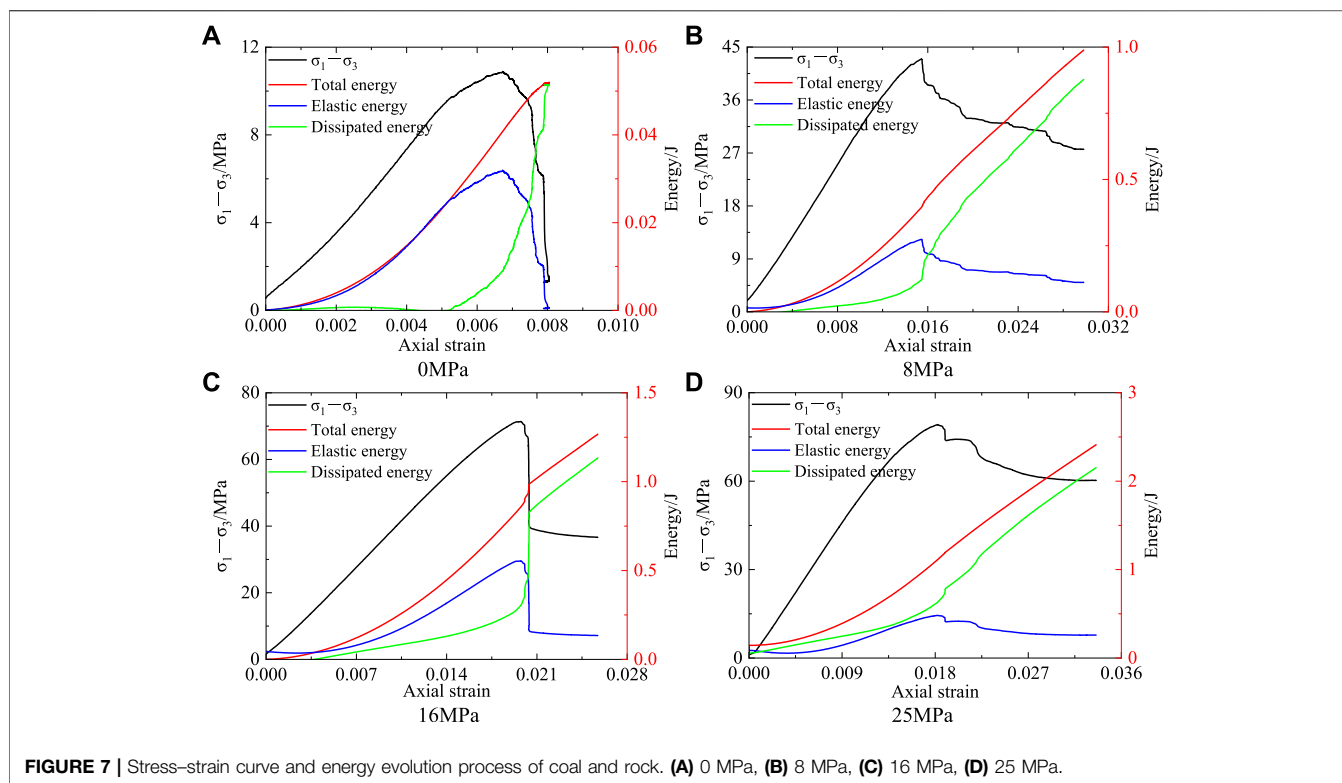 A
12
9
6
3
0
σ₁—σ₃/MPa
σ₁—σ₃
Total energy
Elastic energy
Dissipated energy
0.06
0.04
0.02
0.00
Energy/J
0.000 0.002 0.004 0.006 0.008 0.010
Axial strain
0MPa
B
45
36
27
18
9
0
σ₁—σ₃/MPa
σ₁—σ₃
Total energy
Elastic energy
Dissipated energy
1.0
0.5
0.0
Energy/J
0.000 0.008 0.016 0.024 0.032
Axial strain
8MPa
C
80
60
40
20
0
σ₁—σ₃/MPa
σ₁—σ₃
Total energy
Elastic energy
Dissipated energy
1.5
1.0
0.5
0.0
Energy/J
0.000 0.007 0.014 0.021 0.028
Axial strain
16MPa
D
90
60
30
0
σ₁—σ₃/MPa
σ₁—σ₃
Total energy
Elastic energy
Dissipated energy
3
2
1
0
Energy/J
0.000 0.009 0.018 0.027 0.036
Axial strain
25MPa
FIGURE 7 | Stress–strain curve and energy evolution process of coal and rock. (A) 0 MPa, (B) 8 MPa, (C) 16 MPa, (D) 25 MPa.